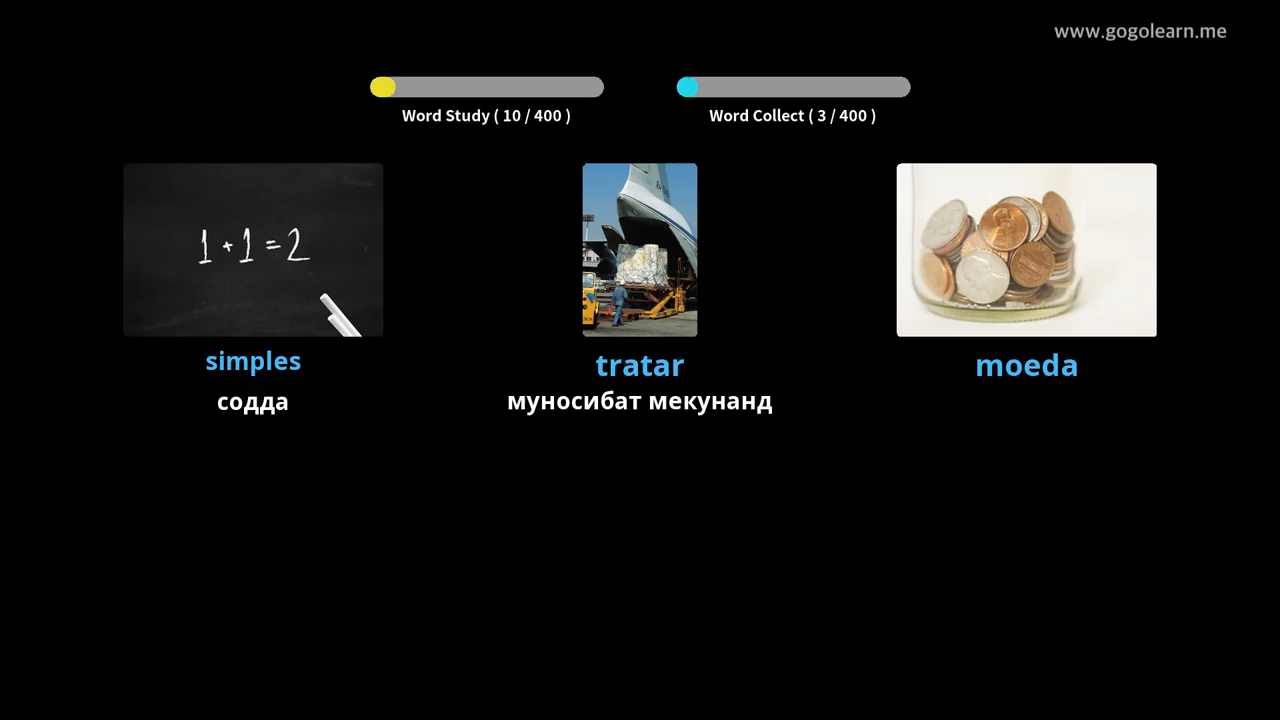 www.gogolearn.me
Word Study ( 10 / 400 )
Word Collect ( 3 / 400 )
1 + 1 = 2
simples
tratar
moeda
содда
муносибат мекунанд